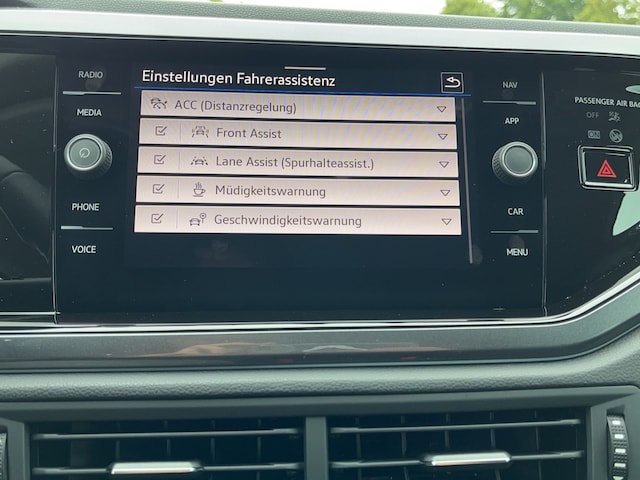 RADIO
MEDIA
PHONE
VOICE
Einstellungen Fahrerassistenz
ACC (Distanzregelung)
Front Assist
Lane Assist (Spurhalteassist.)
Müdigkeitswarnung
Geschwindigkeitswarnung
NAV
APP
CAR
MENU
PASSENGER AIR BAG
OFF